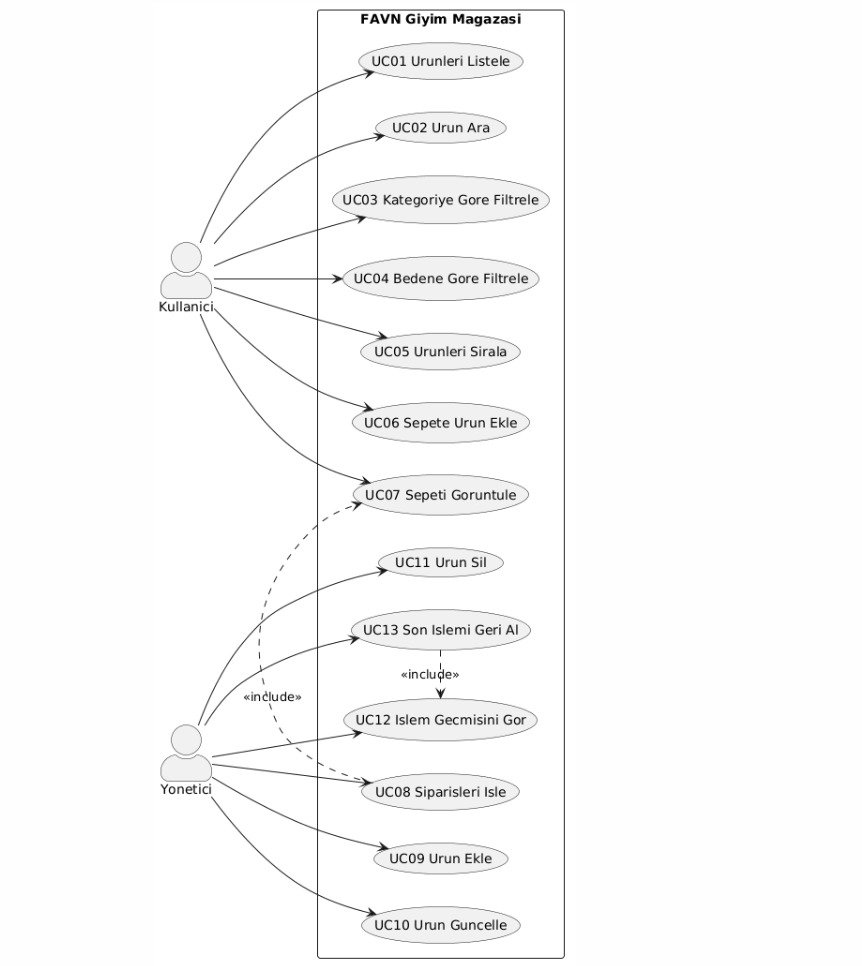 FAVN Giyim Magazasi
UC01 Urunleri Listele
UC02 Urun Ara
UC03 Kategoriye Gore Filtrele
UC04 Bedene Gore Filtrele
Kullanici
UC05 Urunleri Sirala
UC06 Sepete Urun Ekle
UC07 Sepeti Goruntule
UC11 Urun Sil
UC13 Son Islemi Geri Al
«include»
«include»
UC12 Islem Gecmisini Gor
Yonetici
UC08 Siparisleri Isle
UC09 Urun Ekle
UC10 Urun Guncelle